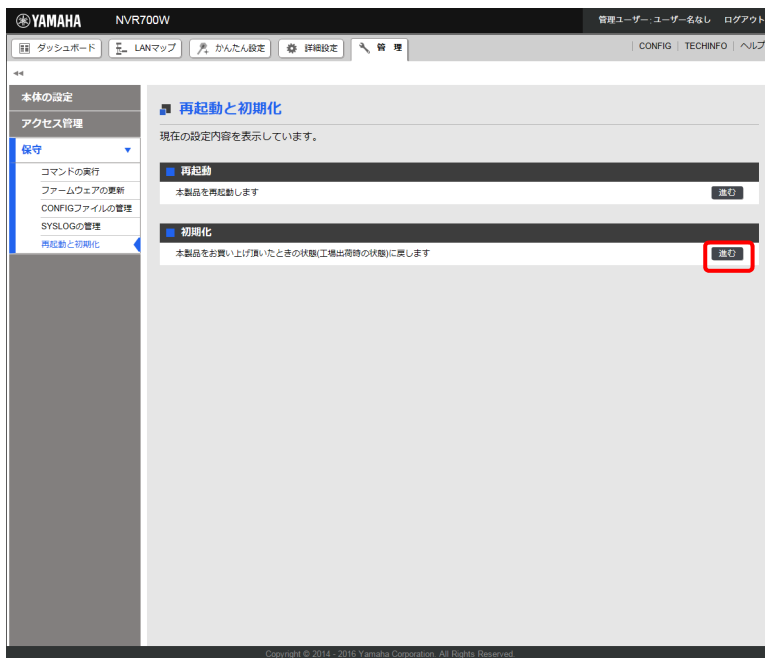 YAMAHA NVR700W 管理ユーザー:ユーザー名なし ログアウト
ダッシュボード LANマップ かんたん設定 詳細設定 管 理 | CONFIG | TECHINFO | ヘルプ
◂◂
本体の設定
アクセス管理
保守 ▼
コマンドの実行
ファームウェアの更新
CONFIGファイルの管理
SYSLOGの管理
再起動と初期化
再起動と初期化
現在の設定内容を表示しています。
再起動
本製品を再起動します 進む
初期化
本製品をお買い上げ頂いたときの状態(工場出荷時の状態)に戻します 進む
Copyright © 2014 - 2016 Yamaha Corporation. All Rights Reserved.